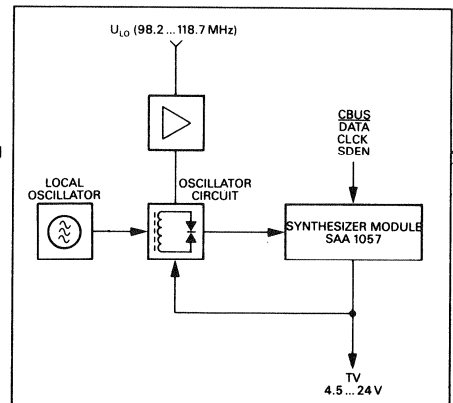 U_LO (98.2 ... 118.7 MHz)
CBUS
DATA
CLCK
SDEN
LOCAL
OSCILLATOR
OSCILLATOR
CIRCUIT
SYNTHESIZER MODULE
SAA 1057
TV
4.5 ... 24 V